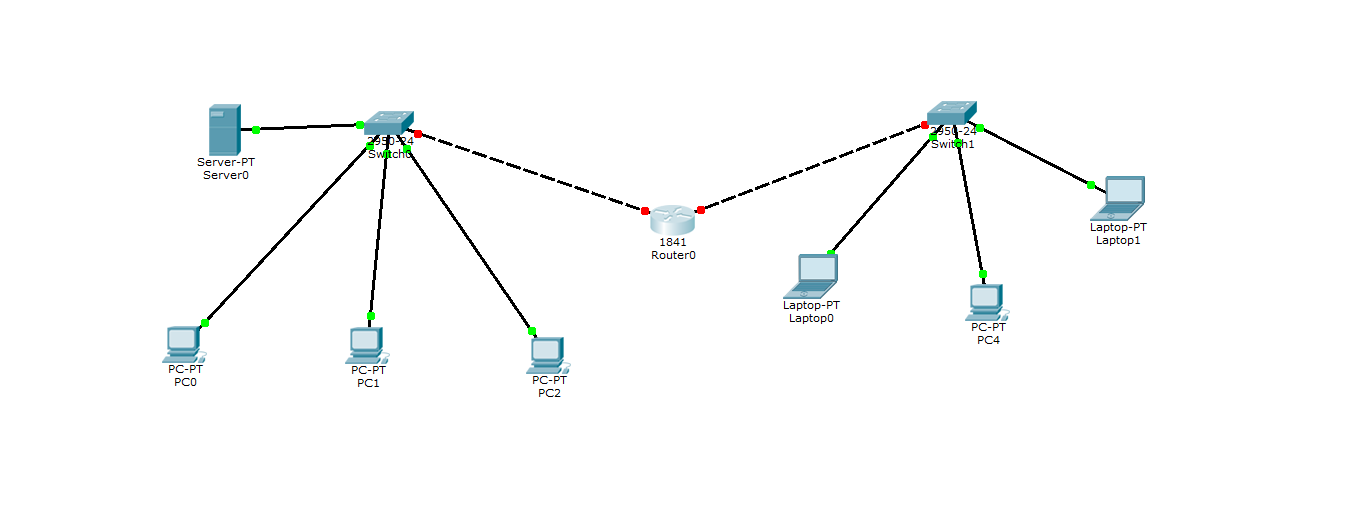 2950-24
Switch0
Server-PT
Server0
2950-24
Switch1
1841
Router0
Laptop-PT
Laptop1
Laptop-PT
Laptop0
PC-PT
PC4
PC-PT
PC0
PC-PT
PC1
PC-PT
PC2